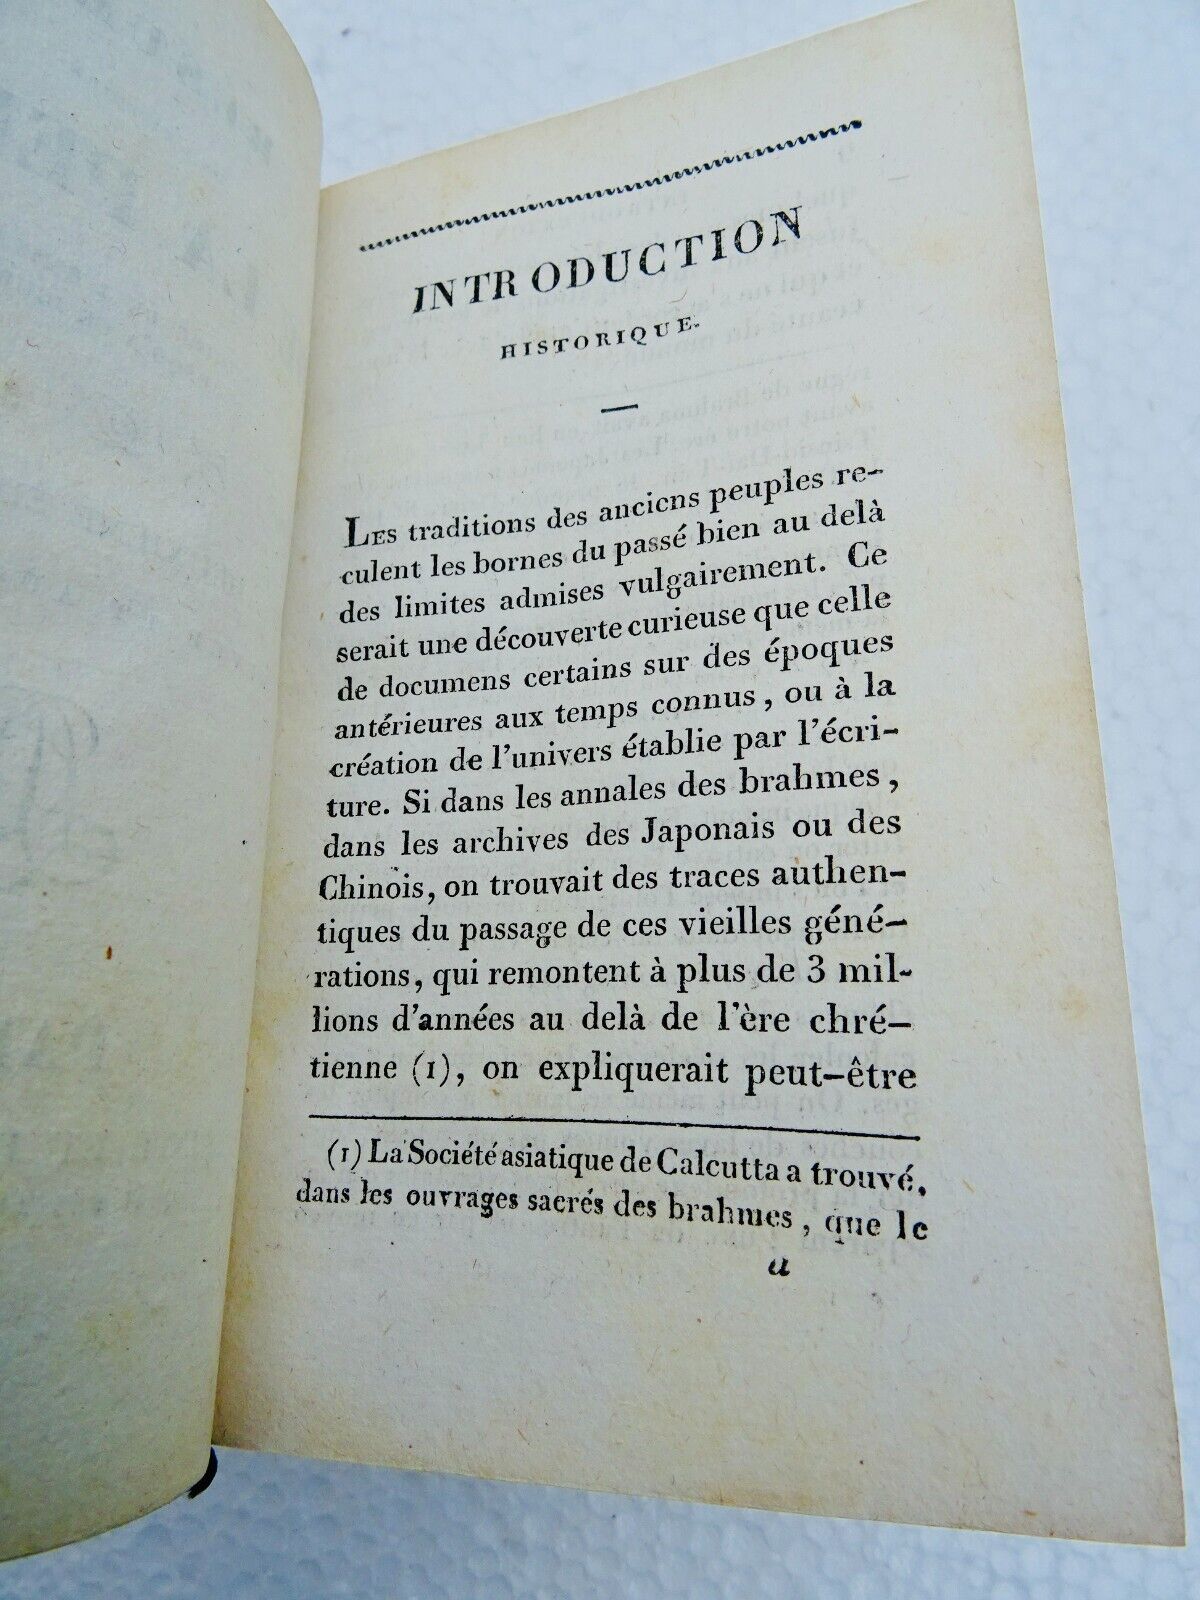 INTRODUCTION
HISTORIQUE.
LES traditions des anciens peuples re-
culent les bornes du passé bien au delà
des limites admises vulgairement. Ce
serait une découverte curieuse que celle
de documens certains sur des époques
antérieures aux temps connus, ou à la
création de l'univers établie par l'écri-
ture. Si dans les annales des brahmes,
dans les archives des Japonais ou des
Chinois, on trouvait des traces authen-
tiques du passage de ces vieilles géné-
rations, qui remontent à plus de 3 mil-
lions d'années au delà de l'ère chré-
tienne (1), on expliquerait peut-être
(1) La Société asiatique de Calcutta a trouvé,
dans les ouvrages sacrés des brahmes, que le
a